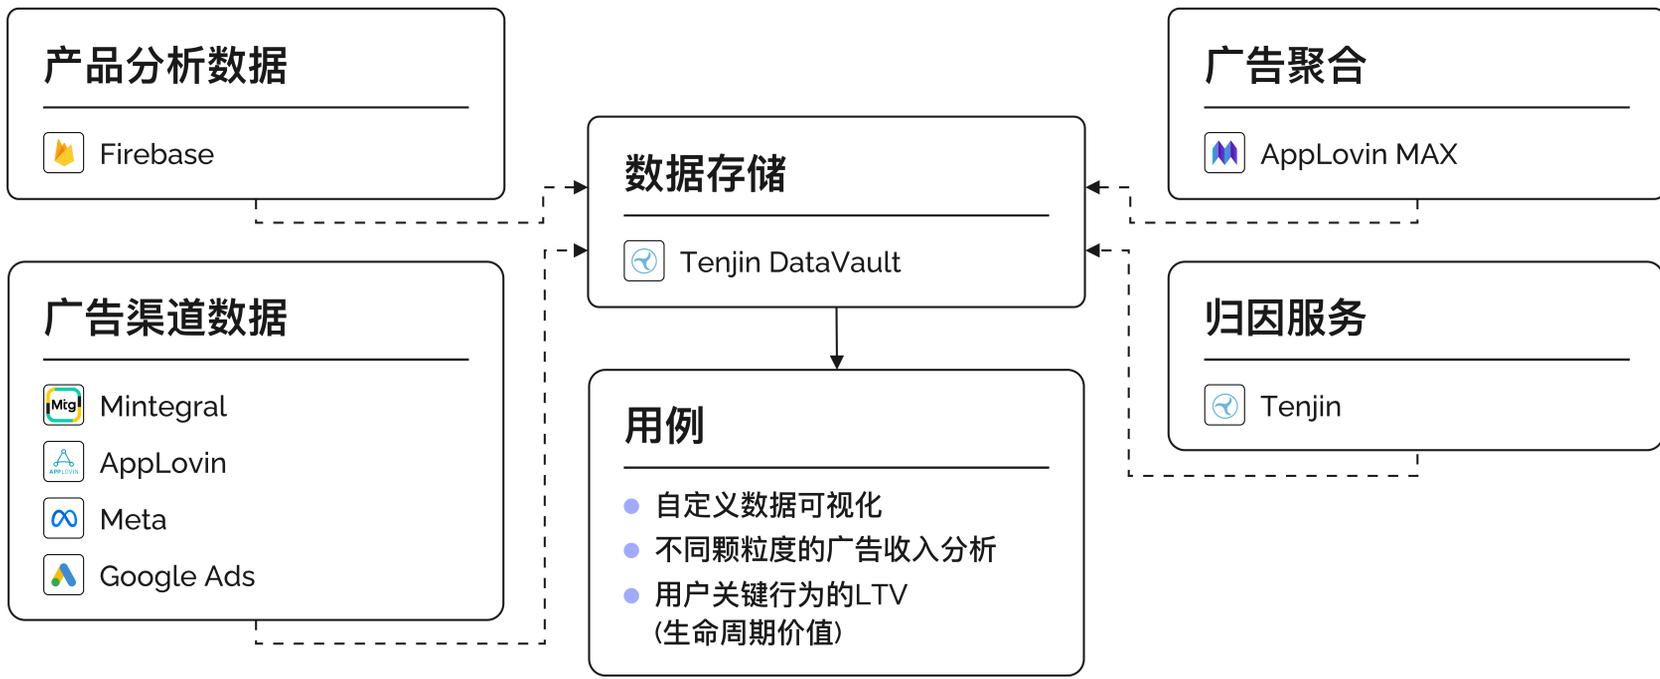 产品分析数据
Firebase
广告渠道数据
Mtg
Mintegral
APPLOVIN
AppLovin
Meta
Google Ads
数据存储
Tenjin DataVault
用例
自定义数据可视化
不同颗粒度的广告收入分析
用户关键行为的LTV
(生命周期价值)
广告聚合
AppLovin MAX
归因服务
Tenjin